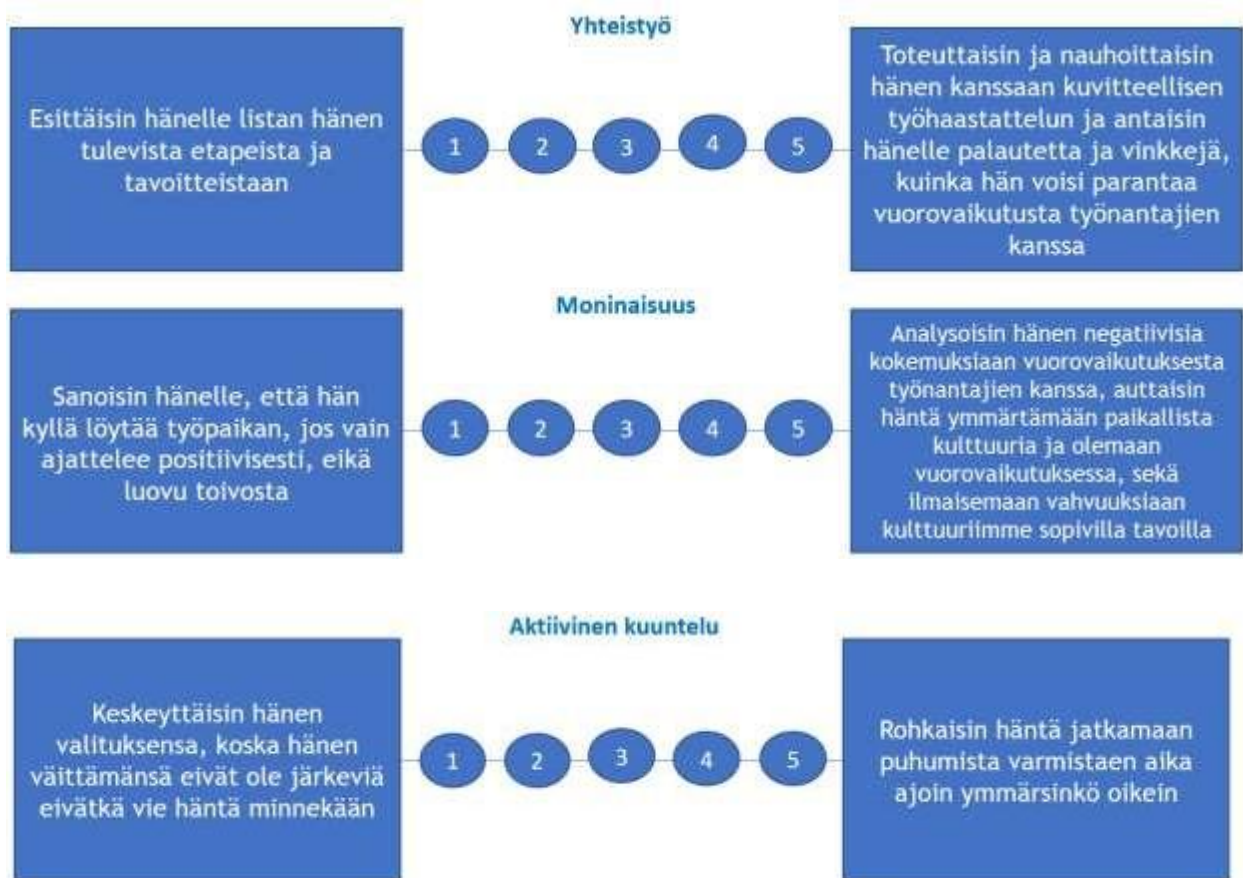 Yhteistyö
Esittäisin hänelle listan hänen
tulevista etapeista ja
tavoitteistaan
1 2 3 4 5
Toteuttaisin ja nauhoittaisin
hänen kanssaan kuvitteellisen
työhaastattelun ja antaisin
hänelle palautetta ja vinkkejä,
kuinka hän voisi parantaa
vuorovaikutusta työnantajien
kanssa
Moninaisuus
Sanoisin hänelle, että hän
kyllä löytää työpaikan, jos vain
ajattelee positiivisesti, eikä
luovu toivosta
1 2 3 4 5
Analysoisin hänen negatiivisia
kokemuksiaan vuorovaikutuksesta
työnantajien kanssa, auttaisin
häntä ymmärtämään paikallista
kulttuuria ja olemaan
vuorovaikutuksessa, sekä
ilmaisemaan vahvuuksiaan
kulttuuriimme sopivilla tavoilla
Aktiivinen kuuntelu
Keskeyttäisin hänen
valituksensa, koska hänen
väittämänsä eivät ole järkeviä
eivätkä vie häntä minnekään
1 2 3 4 5
Rohkaisin häntä jatkamaan
puhumista varmistaen aika
ajoin ymmärsinkö oikein